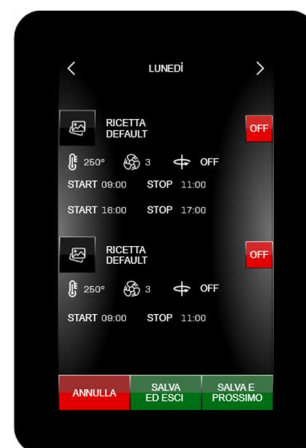 LUNEDÌ
RICETTA
DEFAULT
OFF
250° 3 OFF
START 09:00 STOP 11:00
START 16:00 STOP 17:00
RICETTA
DEFAULT
OFF
250° 3 OFF
START 09:00 STOP 11:00
ANNULLA
SALVA
ED ESCI
SALVA E
PROSSIMO